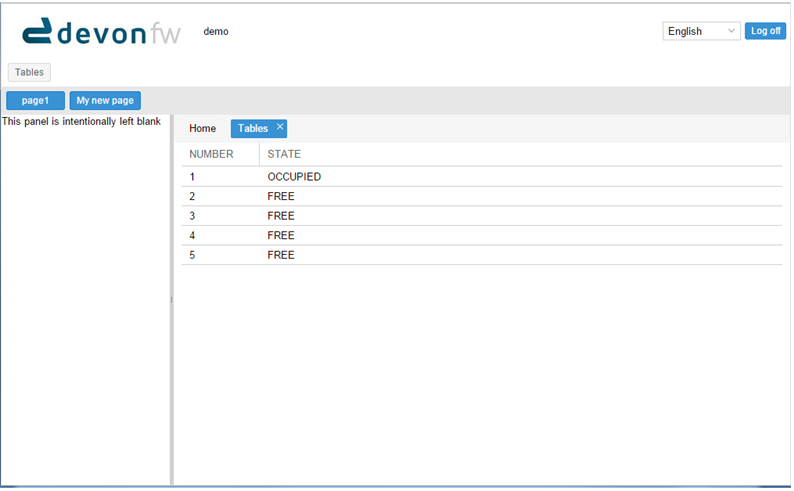 devonfw demo English Log off
Tables
page1 My new page
This panel is intentionally left blank
Home Tables
NUMBER STATE
1 OCCUPIED
2 FREE
3 FREE
4 FREE
5 FREE